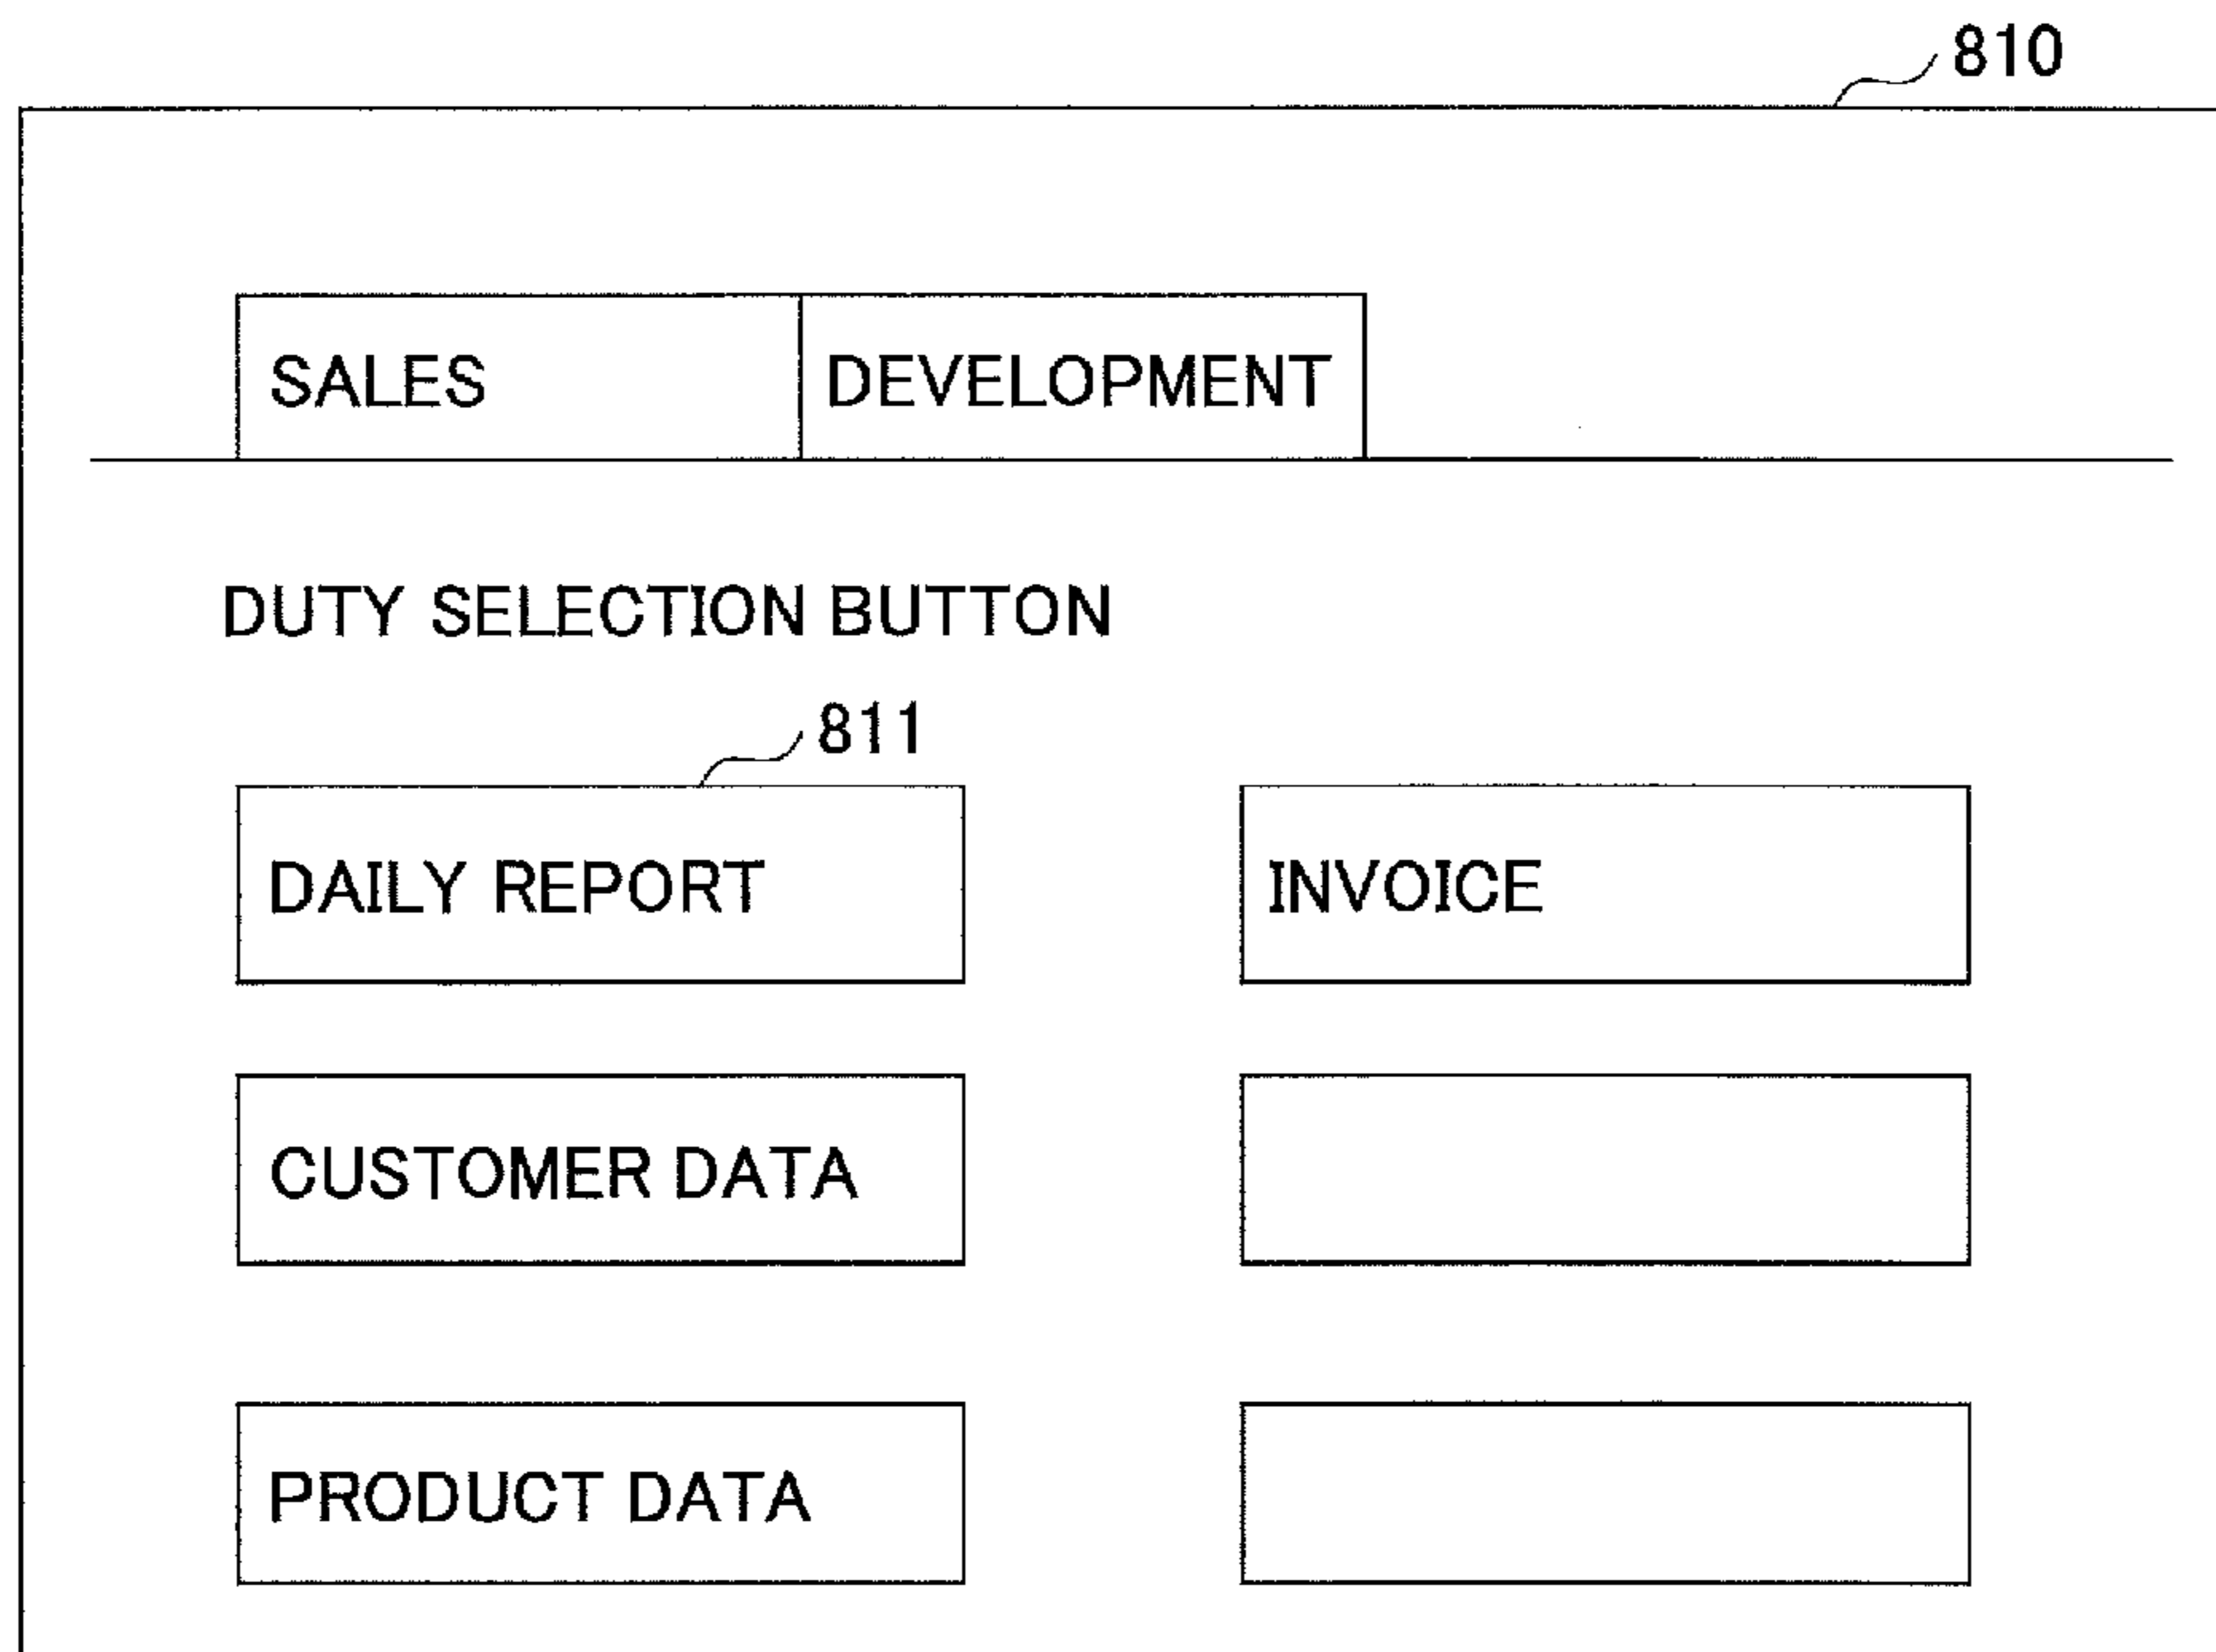 810
SALES DEVELOPMENT
DUTY SELECTION BUTTON
811
DAILY REPORT INVOICE
CUSTOMER DATA
PRODUCT DATA